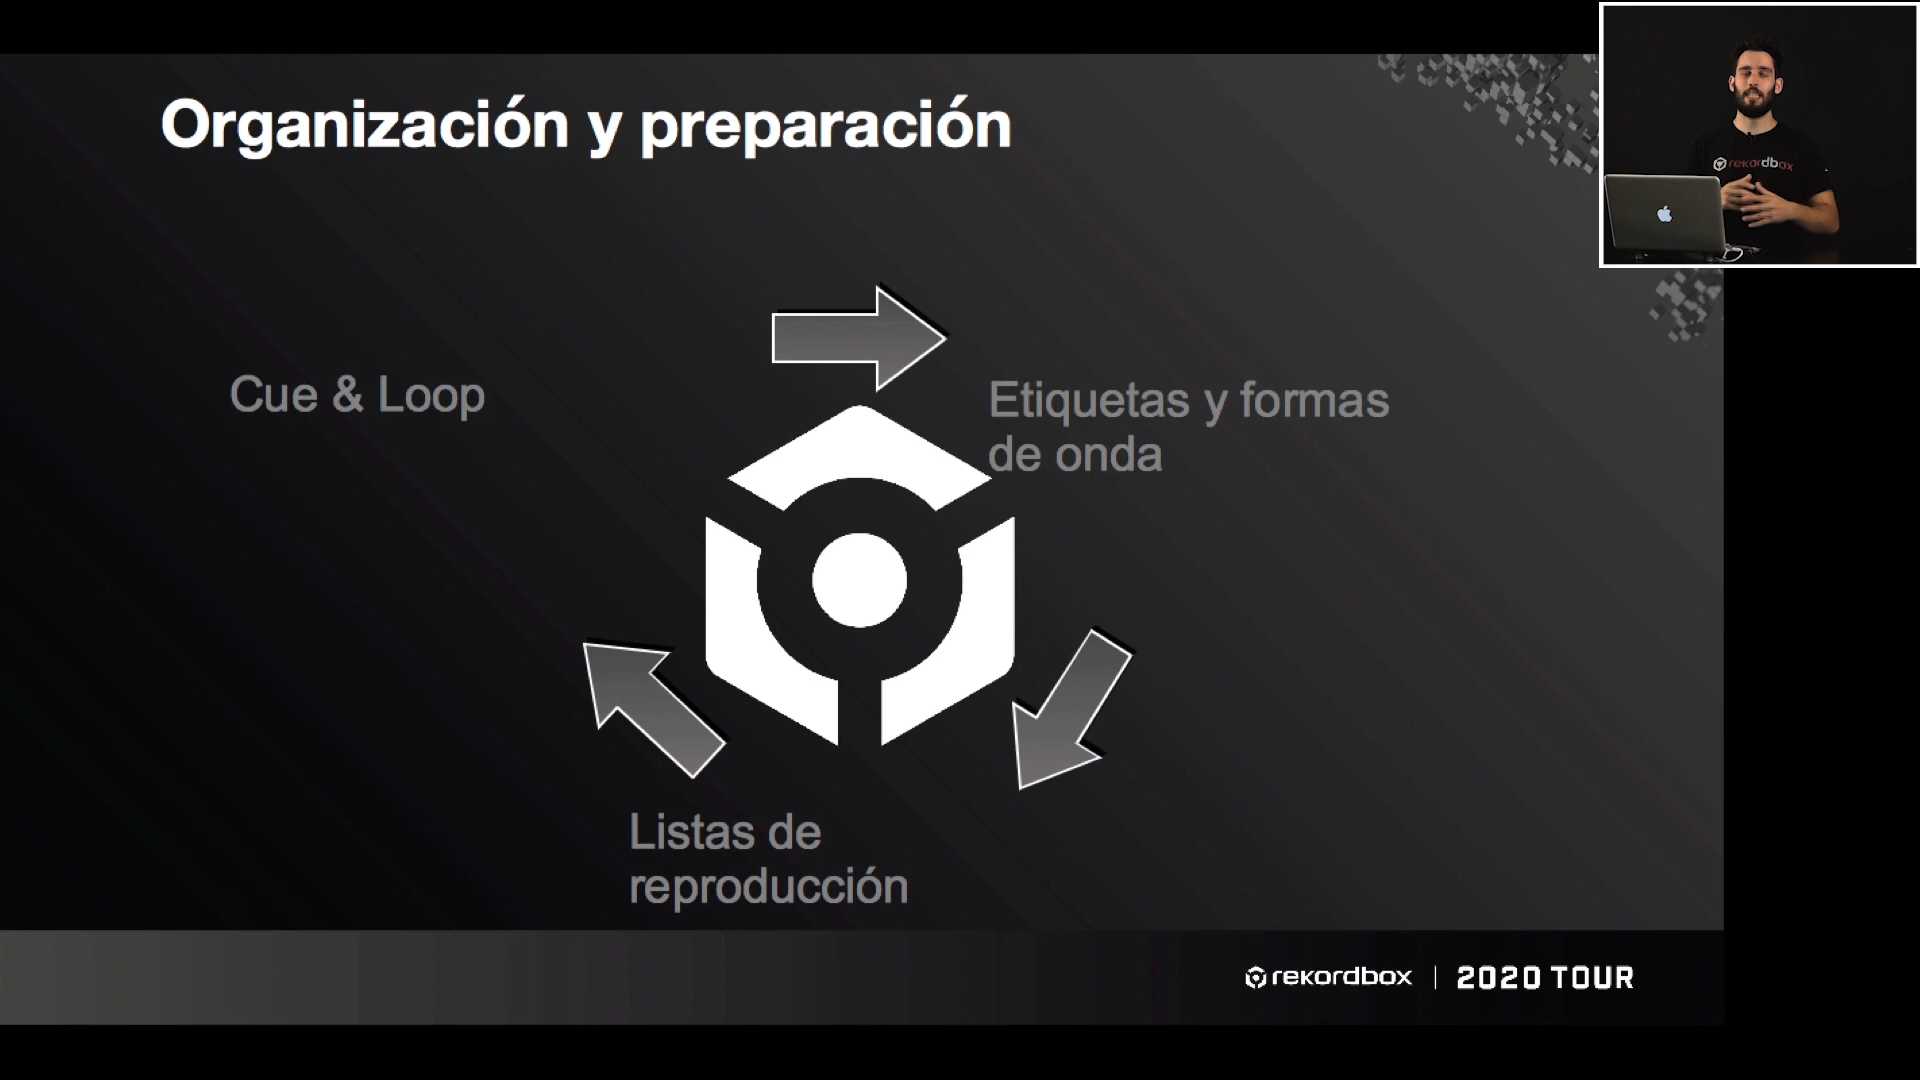 Organización y preparación
rekordbox
Cue & Loop
Etiquetas y formas
de onda
Listas de
reproducción
rekordbox | 2020 TOUR